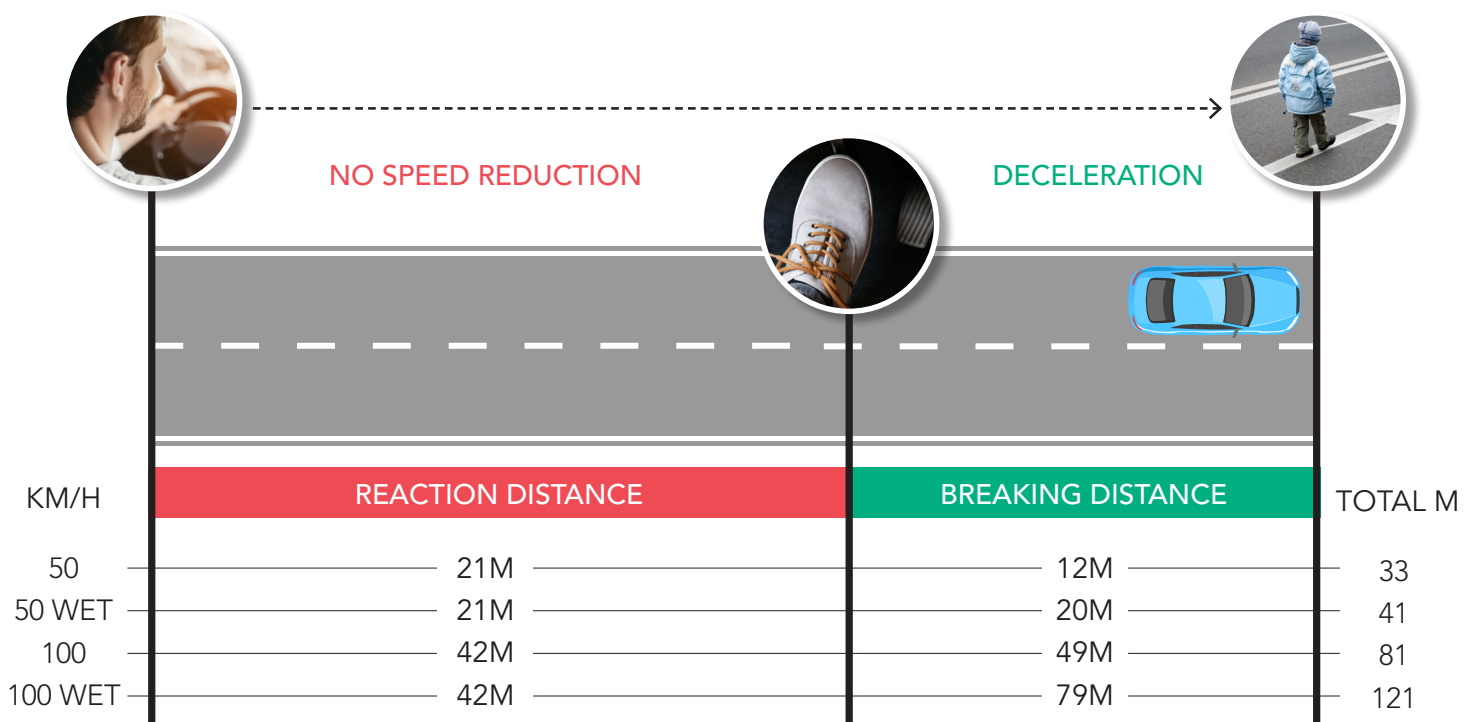 NO SPEED REDUCTION DECELERATION
KM/H REACTION DISTANCE BREAKING DISTANCE TOTAL M
50 21M 12M 33
50 WET 21M 20M 41
100 42M 49M 81
100 WET 42M 79M 121